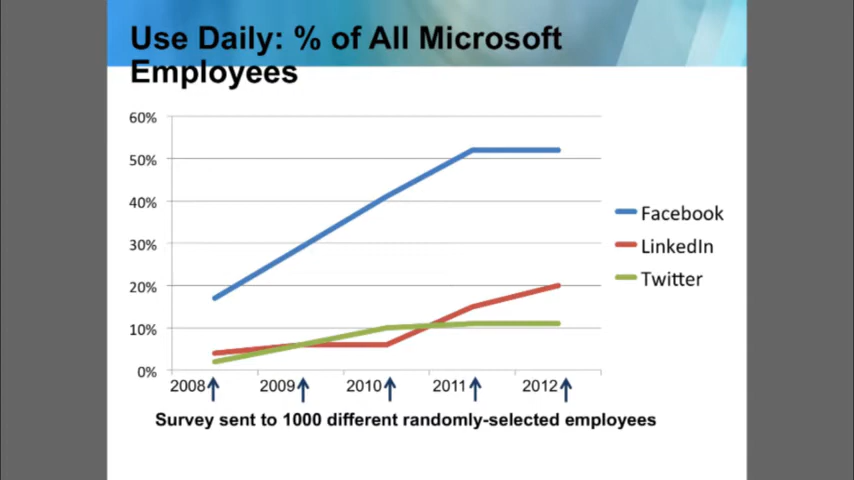 Use Daily: % of All Microsoft
Employees
60%
50%
40%
30%
20%
10%
0%
Facebook
LinkedIn
Twitter
2008 2009 2010 2011 2012
Survey sent to 1000 different randomly-selected employees